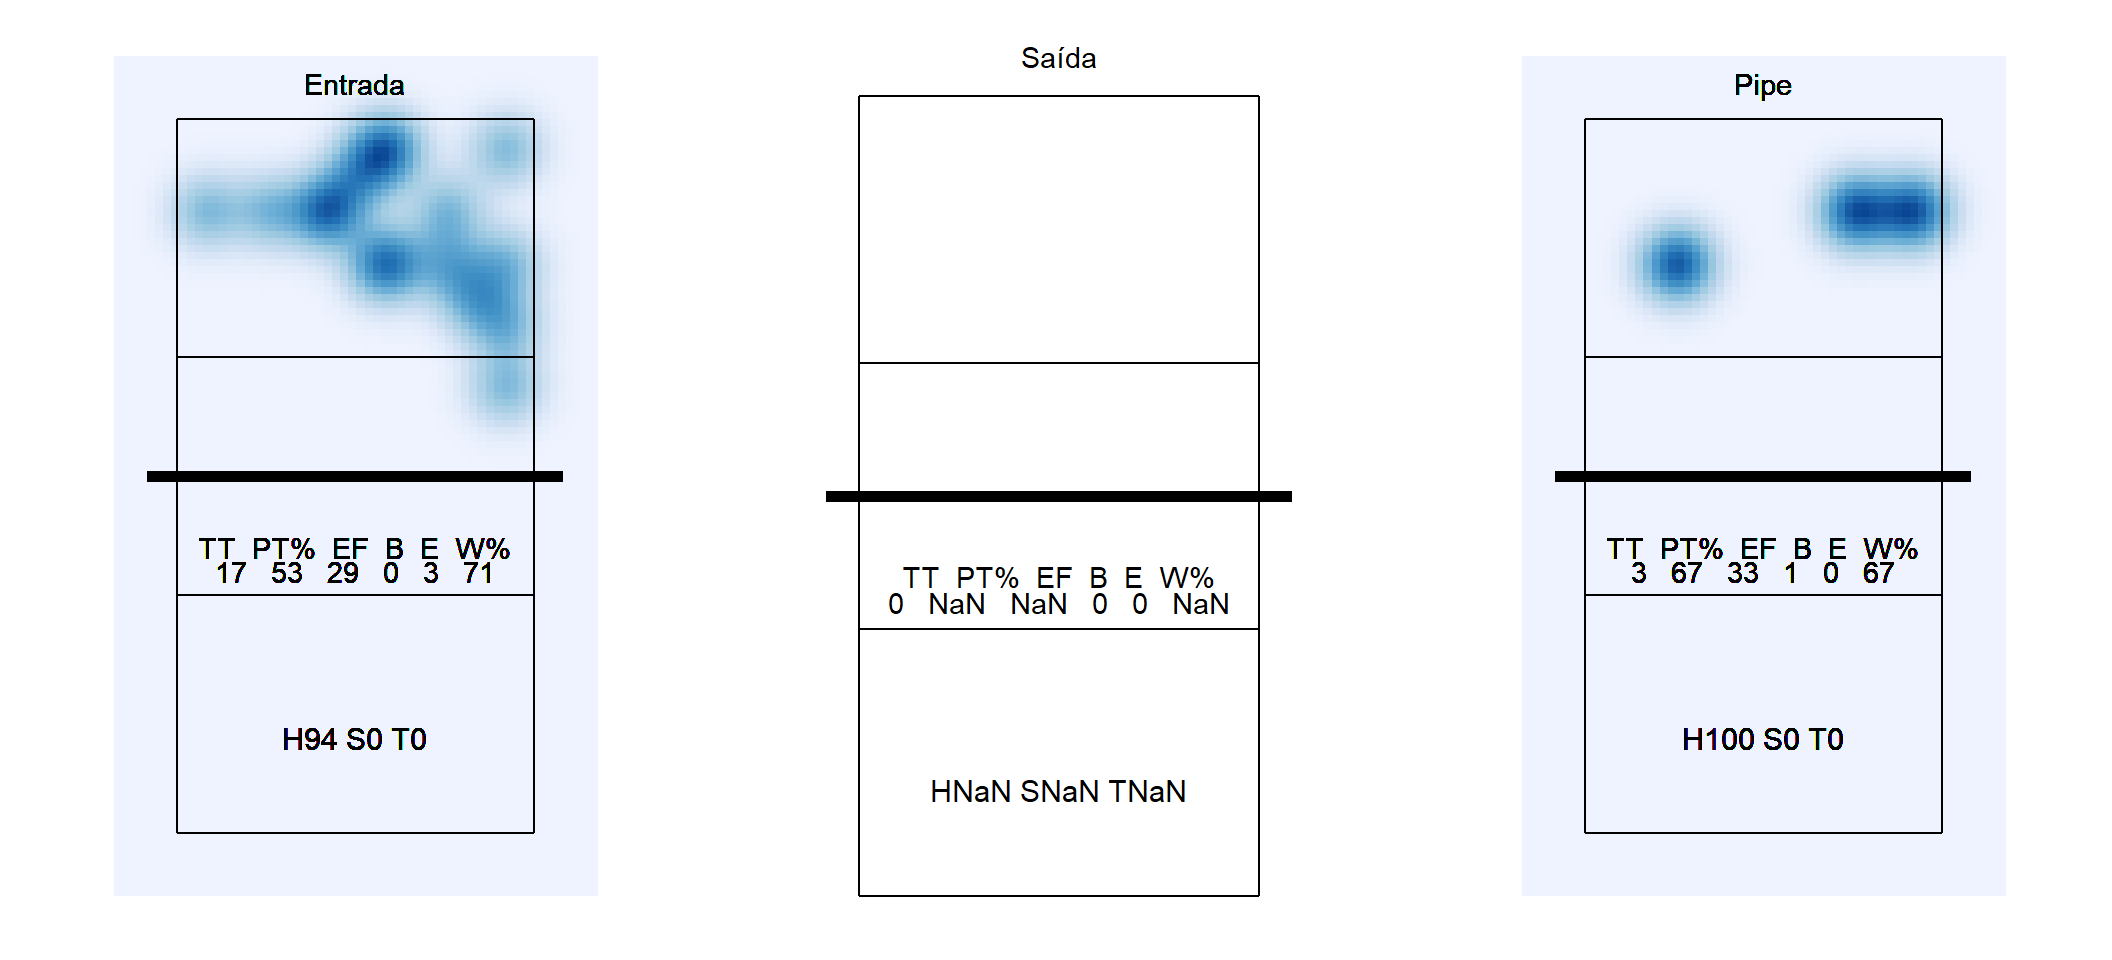 Entrada
TT PT% EF B E W%
17 53 29 0 3 71
H94 S0 T0
Saída
TT PT% EF B E W%
0 NaN NaN 0 0 NaN
HNaN SNaN TNaN
Pipe
TT PT% EF B E W%
3 67 33 1 0 67
H100 S0 T0